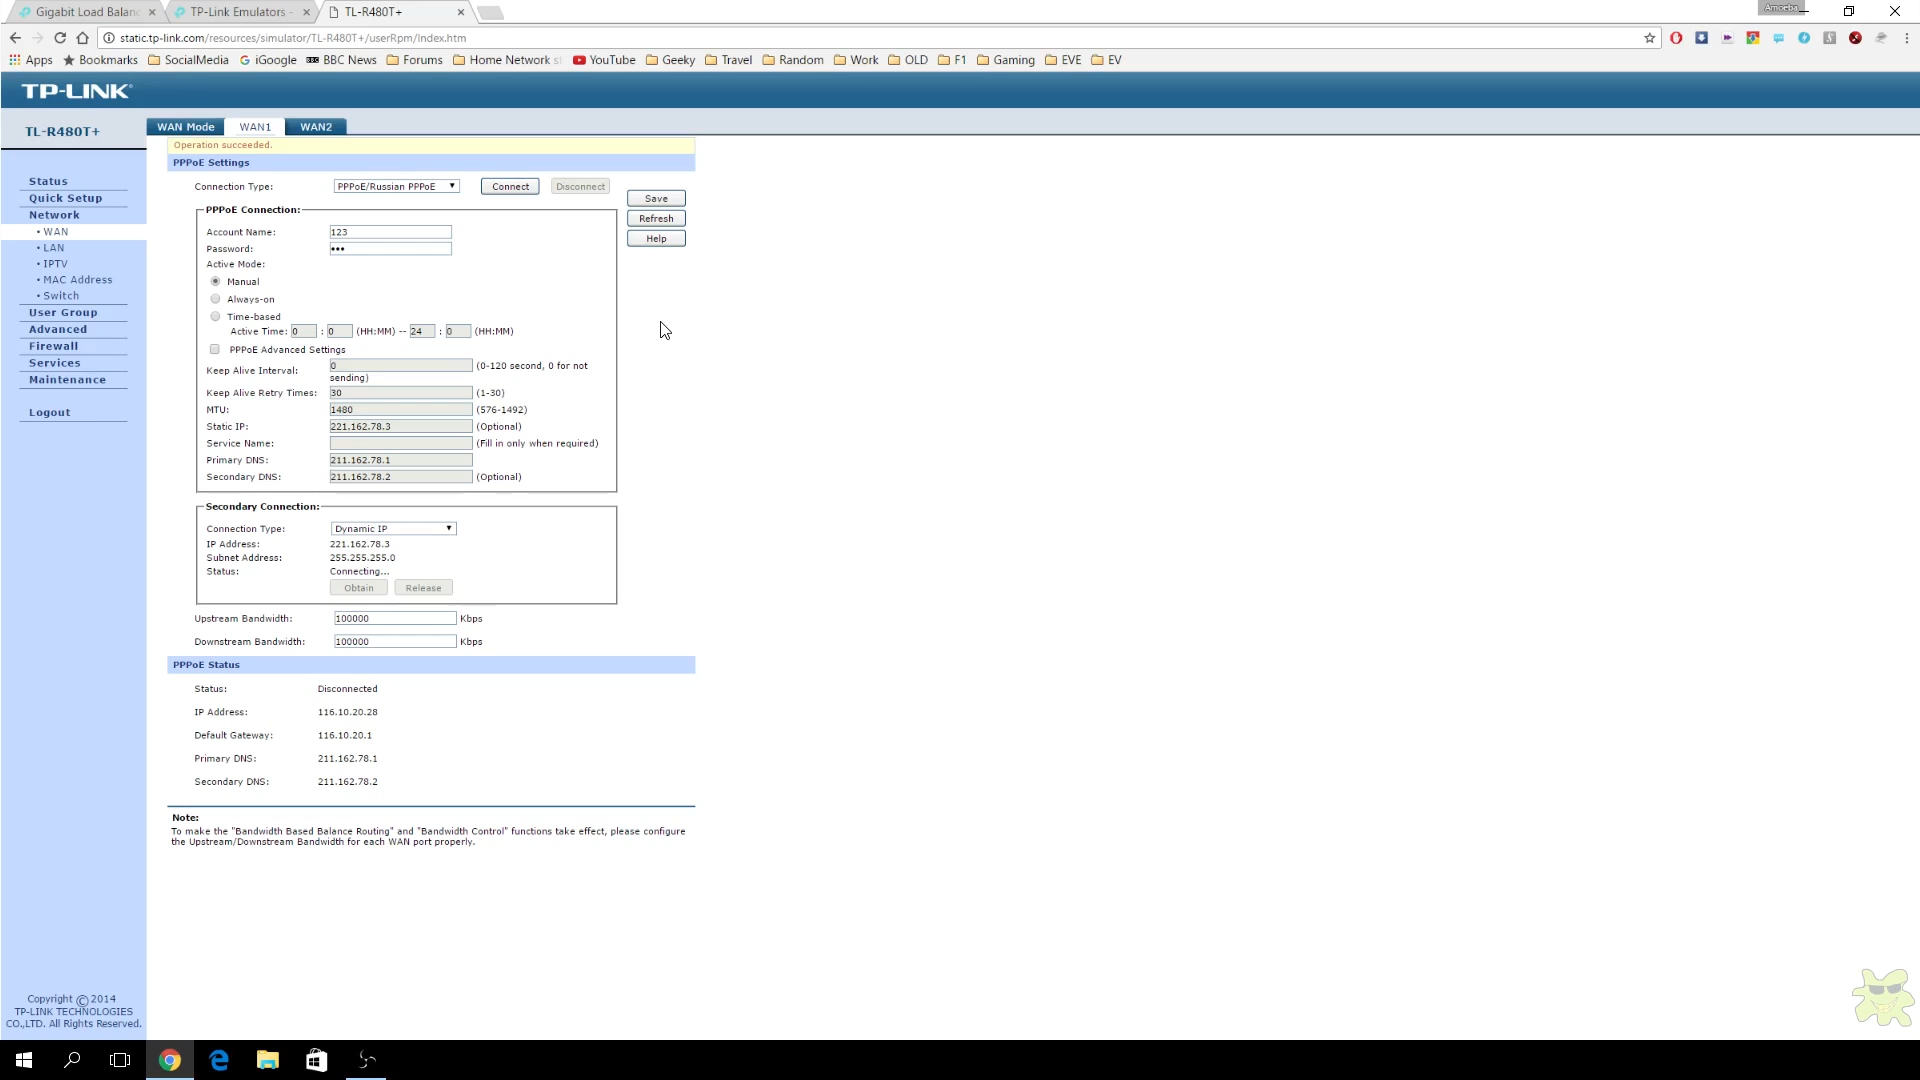 Gigabit Load Balanc
TP-Link Emulators -
TL-R480T+
Amoeba
static.tp-link.com/resources/simulator/TL-R480T+/userRpm/Index.htm
Apps Bookmarks SocialMedia iGoogle BBC News Forums Home Network s YouTube Geeky Travel Random Work OLD F1 Gaming EVE EV
TP-LINK
TL-R480T+
WAN Mode WAN1 WAN2
Status
Quick Setup
Network
• WAN
• LAN
• IPTV
• MAC Address
• Switch
User Group
Advanced
Firewall
Services
Maintenance
Logout
Copyright © 2014
TP-LINK TECHNOLOGIES
CO.,LTD. All Rights Reserved.
Operation succeeded.
PPPoE Settings
Connection Type: PPPoE/Russian PPPoE Connect Disconnect
Save
Refresh
Help
PPPoE Connection:
Account Name: 123
Password: •••
Active Mode:
Manual
Always-on
Time-based
Active Time: 0 : 0 (HH:MM) -- 24 : 0 (HH:MM)
PPPoE Advanced Settings
Keep Alive Interval: 0 (0-120 second, 0 for not
sending)
Keep Alive Retry Times: 30 (1-30)
MTU: 1480 (576-1492)
Static IP: 221.162.78.3 (Optional)
Service Name: (Fill in only when required)
Primary DNS: 211.162.78.1
Secondary DNS: 211.162.78.2 (Optional)
Secondary Connection:
Connection Type: Dynamic IP
IP Address: 221.162.78.3
Subnet Address: 255.255.255.0
Status: Connecting...
Obtain Release
Upstream Bandwidth: 100000 Kbps
Downstream Bandwidth: 100000 Kbps
PPPoE Status
Status: Disconnected
IP Address: 116.10.20.28
Default Gateway: 116.10.20.1
Primary DNS: 211.162.78.1
Secondary DNS: 211.162.78.2
Note:
To make the "Bandwidth Based Balance Routing" and "Bandwidth Control" functions take effect, please configure
the Upstream/Downstream Bandwidth for each WAN port properly.